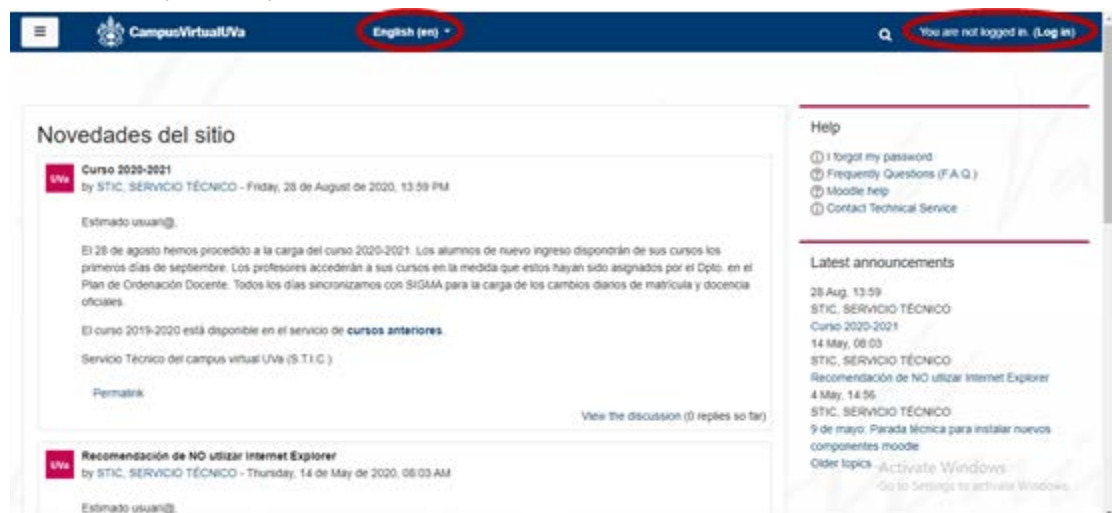 CampusVirtualUVa
English (en)
You are not logged in. (Log in)
Novedades del sitio
UVa
Curso 2020-2021
by STIC, SERVICIO TÉCNICO - Friday, 28 de August de 2020, 13:59 PM
Estimado usuari@,
El 28 de agosto hemos procedido a la carga del curso 2020-2021. Los alumnos de nuevo ingreso dispondrán de sus cursos los
primeros días de septiembre. Los profesores accederán a sus cursos en la medida que estos hayan sido asignados por el Dpto. en el
Plan de Ordenación Docente. Todos los días sincronizamos con SIGMA para la carga de los cambios diarios de matrícula y docencia
oficiales.
El curso 2019-2020 está disponible en el servicio de cursos anteriores.
Servicio Técnico del campus virtual UVa (S.T.I.C.)
Permalink
View the discussion (0 replies so far)
UVa
Recomendación de NO utlizar Internet Explorer
by STIC, SERVICIO TÉCNICO - Thursday, 14 de May de 2020, 08:03 AM
Estimado usuari@,
Help
I forgot my password
Frequently Questions (F.A.Q.)
Moodle help
Contact Technical Service
Latest announcements
28 Aug, 13:59
STIC, SERVICIO TÉCNICO
Curso 2020-2021
14 May, 08:03
STIC, SERVICIO TÉCNICO
Recomendación de NO utlizar Internet Explorer
4 May, 14:56
STIC, SERVICIO TÉCNICO
9 de mayo: Parada técnica para instalar nuevos
componentes moodle
Older topics
Activate Windows
Go to Settings to activate Windows.